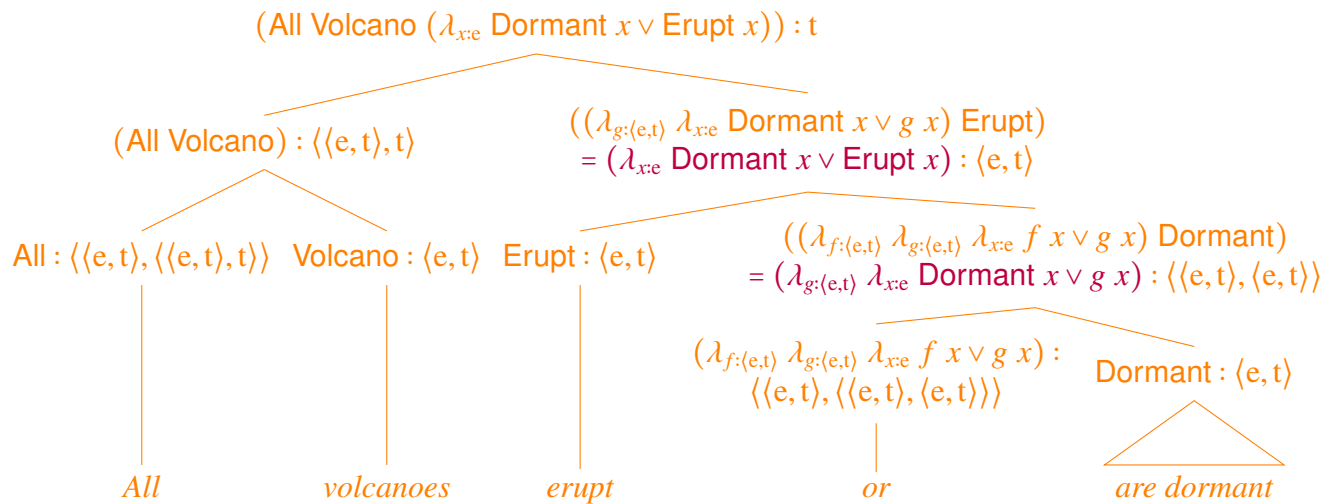 (All Volcano (λx:e Dormant x ∨ Erupt x)) : t
(All Volcano) : ⟨⟨e, t⟩, t⟩
((λg:⟨e,t⟩ λx:e Dormant x ∨ g x) Erupt)
= (λx:e Dormant x ∨ Erupt x) : ⟨e, t⟩
All : ⟨⟨e, t⟩, ⟨⟨e, t⟩, t⟩⟩ Volcano : ⟨e, t⟩ Erupt : ⟨e, t⟩
((λf:⟨e,t⟩ λg:⟨e,t⟩ λx:e f x ∨ g x) Dormant)
= (λg:⟨e,t⟩ λx:e Dormant x ∨ g x) : ⟨⟨e, t⟩, ⟨e, t⟩⟩
(λf:⟨e,t⟩ λg:⟨e,t⟩ λx:e f x ∨ g x) :
⟨⟨e, t⟩, ⟨⟨e, t⟩, ⟨e, t⟩⟩⟩
Dormant : ⟨e, t⟩
All volcanoes erupt or are dormant